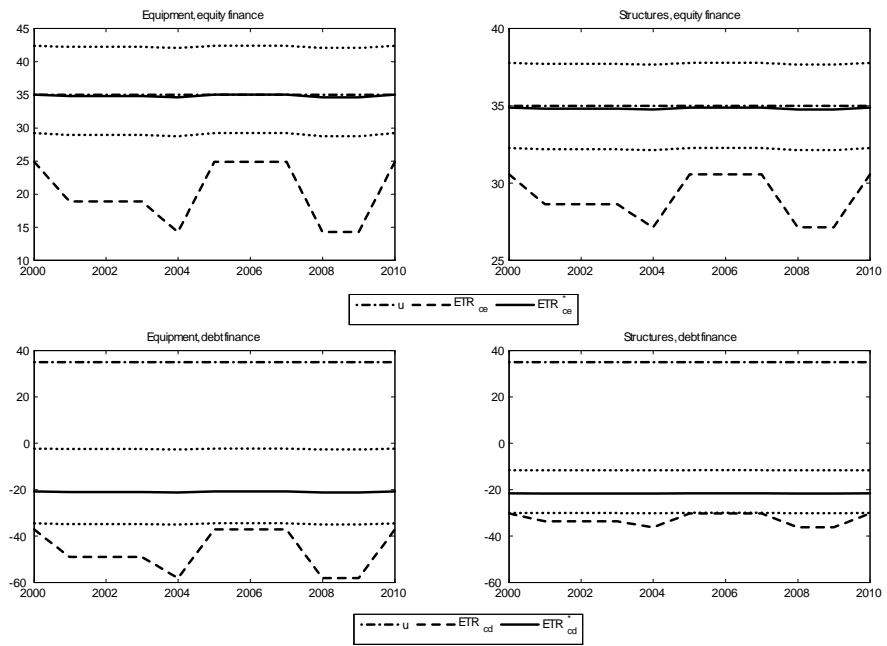 Equipment, equity finance
45
40
35
30
25
20
15
10
2000 2002 2004 2006 2008 2010
Structures, equity finance
40
35
30
25
2000 2002 2004 2006 2008 2010
u ETR ce ETR * ce
Equipment, debt finance
40
20
0
-20
-40
-60
2000 2002 2004 2006 2008 2010
Structures, debt finance
40
20
0
-20
-40
-60
2000 2002 2004 2006 2008 2010
u ETR cd ETR * cd